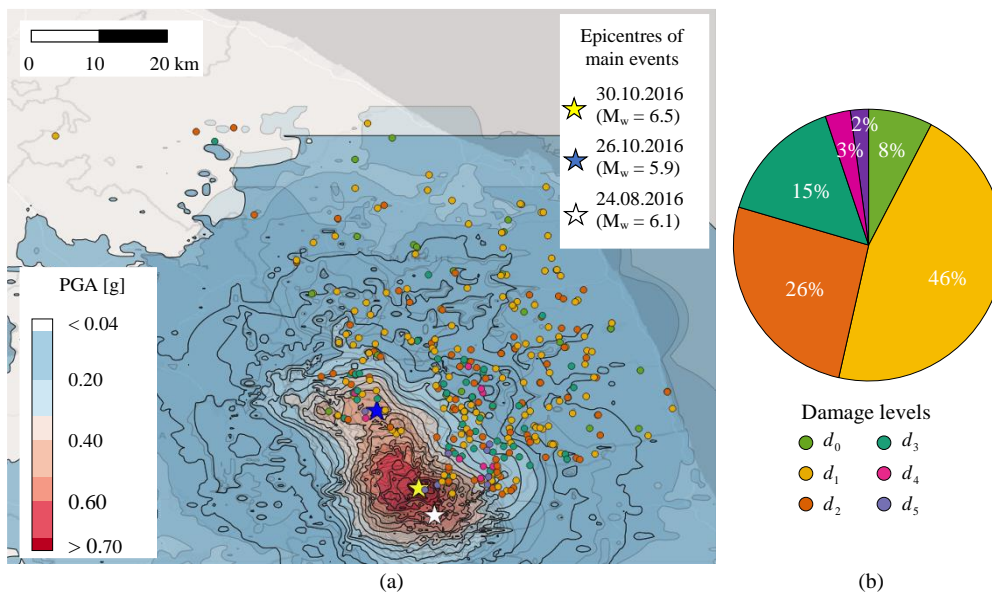 0 10 20 km
Epicentres of
main events
30.10.2016
(Mw = 6.5)
26.10.2016
(Mw = 5.9)
24.08.2016
(Mw = 6.1)
PGA [g]
< 0.04
0.20
0.40
0.60
> 0.70
(a)
2%
8%
3%
15%
46%
26%
Damage levels
d0 d3
d1 d4
d2 d5
(b)